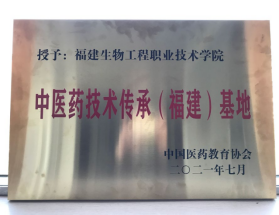 授予：福建生物工程职业技术学院
中医药技术传承（福建）基地
中国医药教育协会
二〇二一年七月